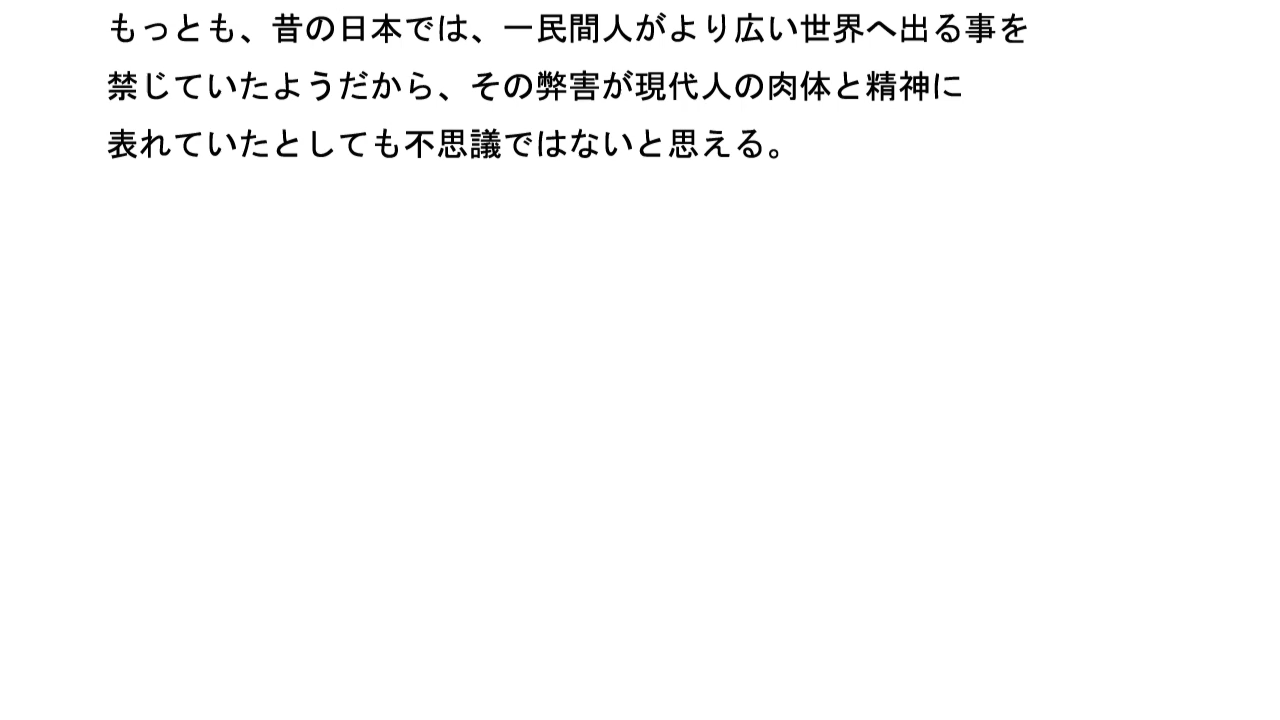 もっとも、昔の日本では、一民間人がより広い世界へ出る事を
禁じていたようだから、その弊害が現代人の肉体と精神に
表れていたとしても不思議ではないと思える。